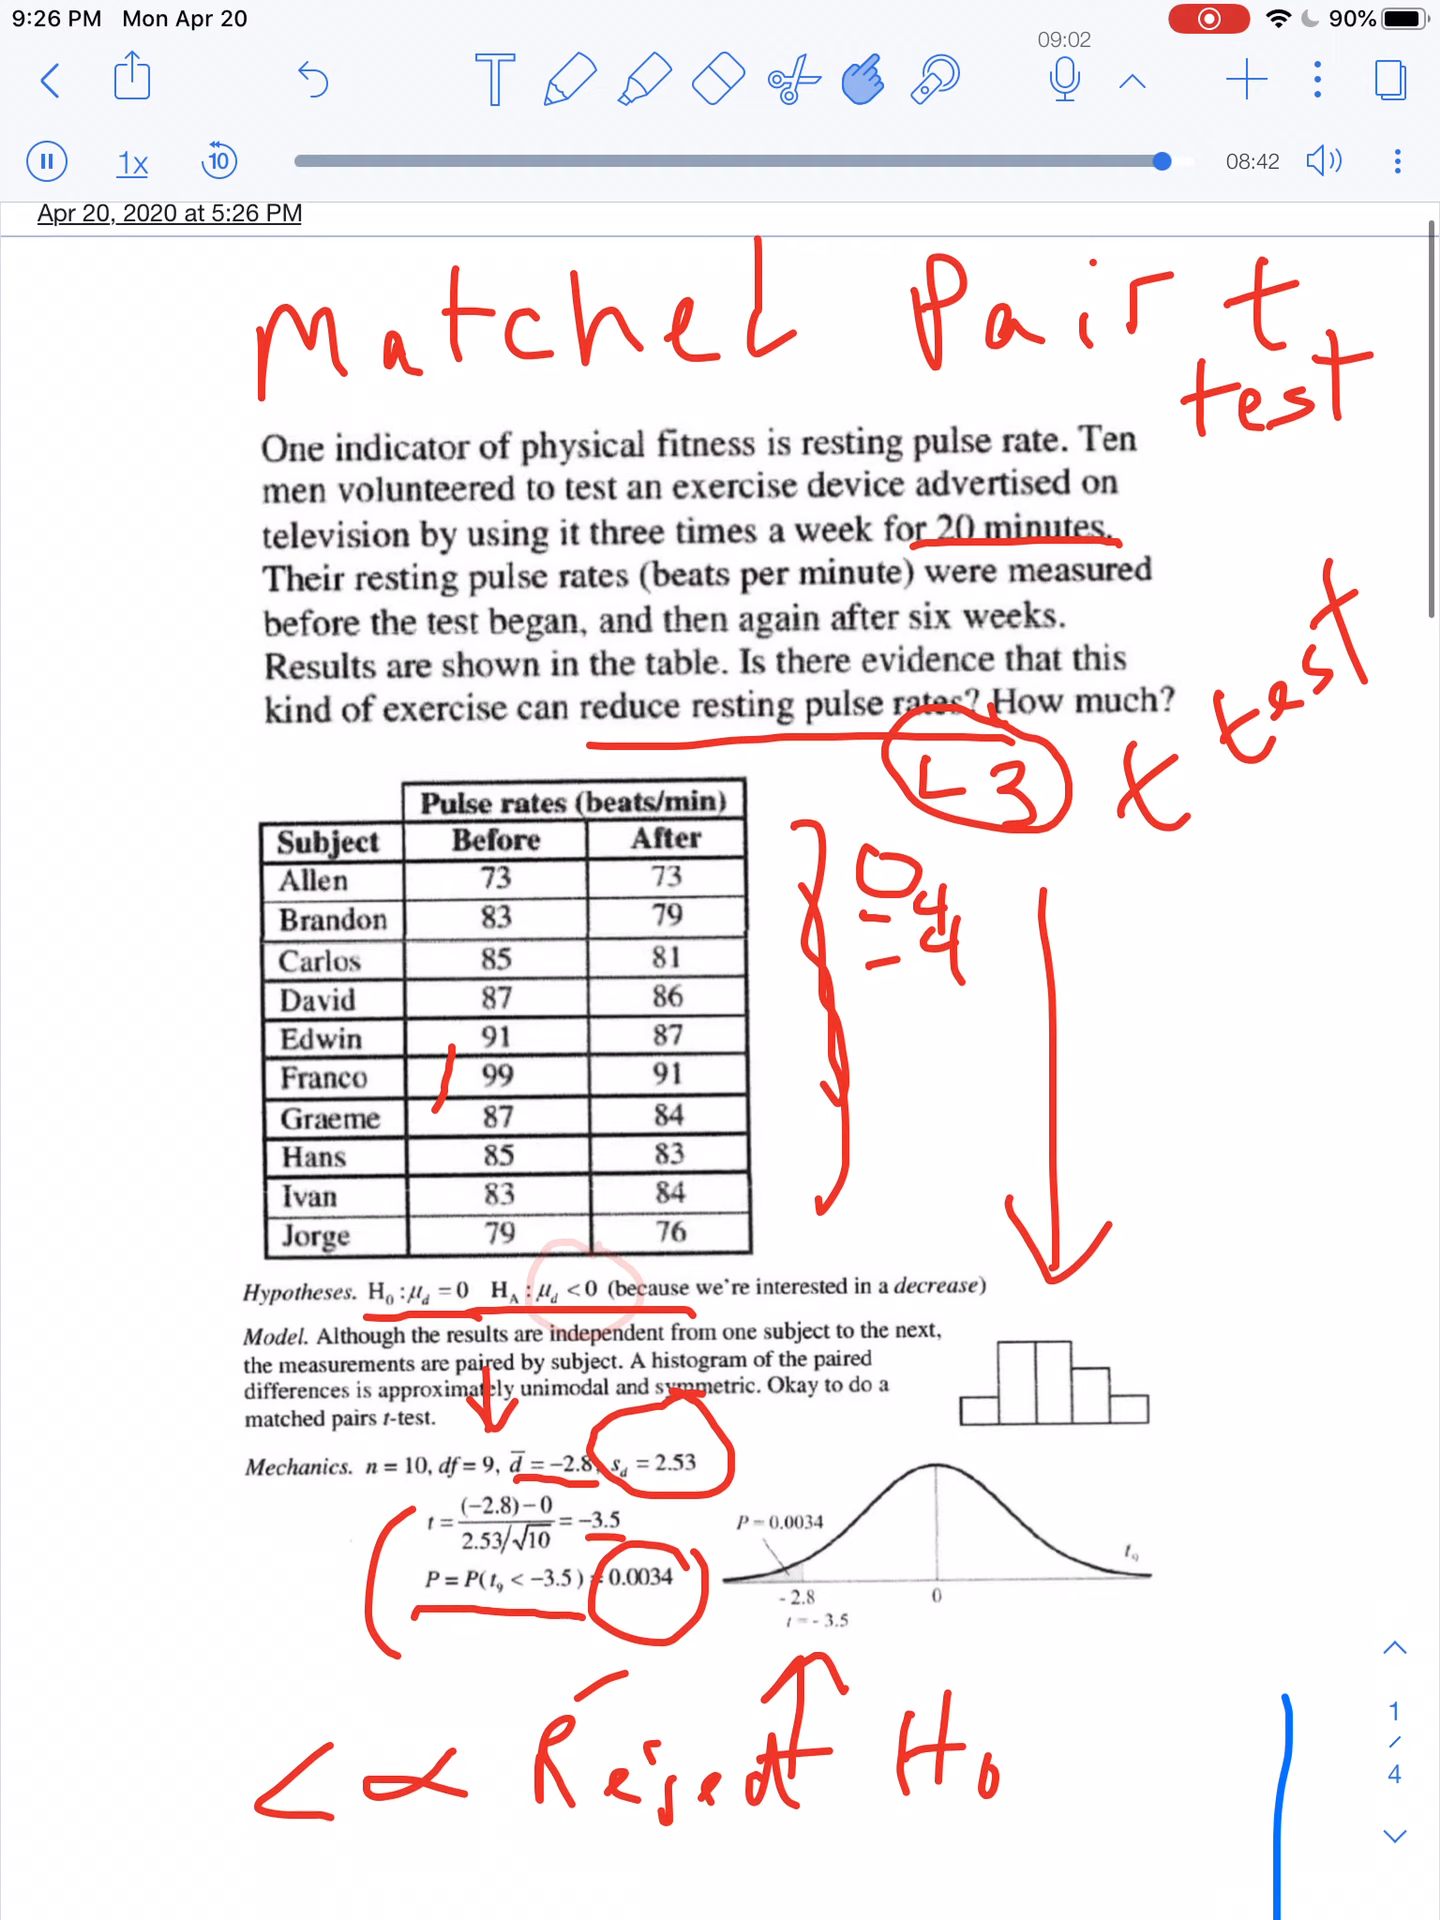 9:26 PM Mon Apr 20
90%
09:02
T
1x
10
08:42
Apr 20, 2020 at 5:26 PM
Matched Pair t
test
One indicator of physical fitness is resting pulse rate. Ten
men volunteered to test an exercise device advertised on
television by using it three times a week for 20 minutes.
Their resting pulse rates (beats per minute) were measured
before the test began, and then again after six weeks.
Results are shown in the table. Is there evidence that this
kind of exercise can reduce resting pulse rates? How much?
< 3 t test
Pulse rates (beats/min)
Subject Before After
Allen 73 73
Brandon 83 79
Carlos 85 81
David 87 86
Edwin 91 87
Franco 99 91
Graeme 87 84
Hans 85 83
Ivan 83 84
Jorge 79 76
0
-4
-4
Hypotheses. H₀ : μ_d = 0 H_A : μ_d < 0 (because we're interested in a decrease)
Model. Although the results are independent from one subject to the next,
the measurements are paired by subject. A histogram of the paired
differences is approximately unimodal and symmetric. Okay to do a
matched pairs t-test.
Mechanics. n = 10, df = 9, d̄ = -2.8, s_d = 2.53
t = (-2.8) - 0 / 2.53/√10 = -3.5
P = P(t₉ < -3.5) = 0.0034
P = 0.0034
t₉
- 2.8
0
t = - 3.5
< α Reject H₀
1
/
4